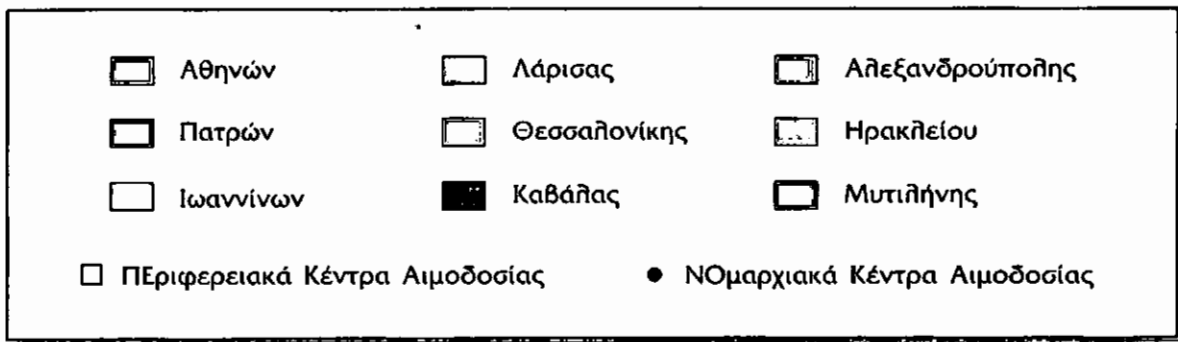 Αθηνών Λάρισας Αλεξανδρούπολης
Πατρών Θεσσαλονίκης Ηρακλείου
Ιωαννίνων Καβάλας Μυτιλήνης
ΠΕριφερειακά Κέντρα Αιμοδοσίας ΝΟμαρχιακά Κέντρα Αιμοδοσίας